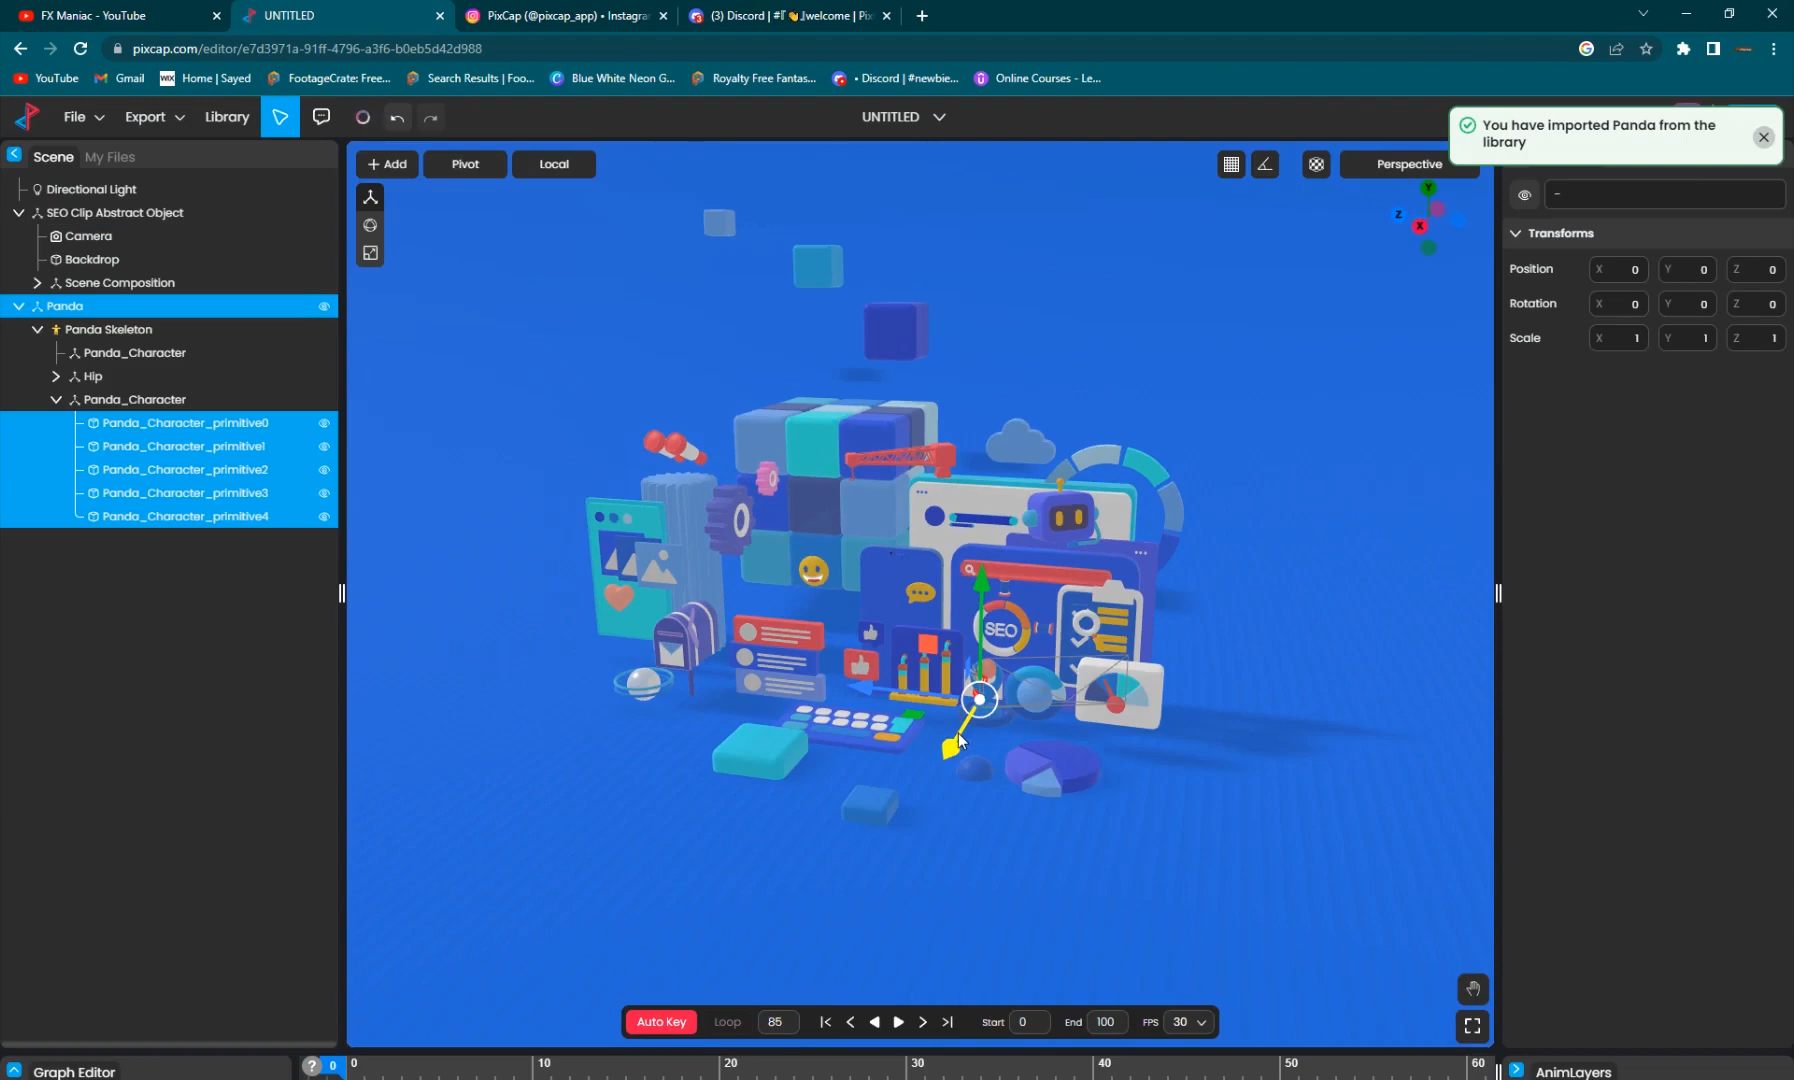 FX Maniac - YouTube
UNTITLED
PixCap (@pixcap_app) • Instagra
(3) Discord | #『👋』welcome | Pix
pixcap.com/editor/e7d3971a-91ff-4796-a3f6-b0eb5d42d988
YouTube
Gmail
WIX Home | Sayed
FootageCrate: Free...
Search Results | Foo...
Blue White Neon G...
Royalty Free Fantas...
• Discord | #newbie...
Online Courses - Le...
File
Export
Library
UNTITLED
You have imported Panda from the
library
Scene
My Files
+ Add
Pivot
Local
Perspective
Directional Light
SEO Clip Abstract Object
Camera
Backdrop
Scene Composition
Panda
Panda Skeleton
Panda_Character
Hip
Panda_Character
Panda_Character_primitive0
Panda_Character_primitive1
Panda_Character_primitive2
Panda_Character_primitive3
Panda_Character_primitive4
Y
Z
X
SEO
-
Transforms
Position X 0 Y 0 Z 0
Rotation X 0 Y 0 Z 0
Scale X 1 Y 1 Z 1
Auto Key
Loop
85
Start 0
End 100
FPS 30
Graph Editor
? 0
0 10 20 30 40 50 60
AnimLayers